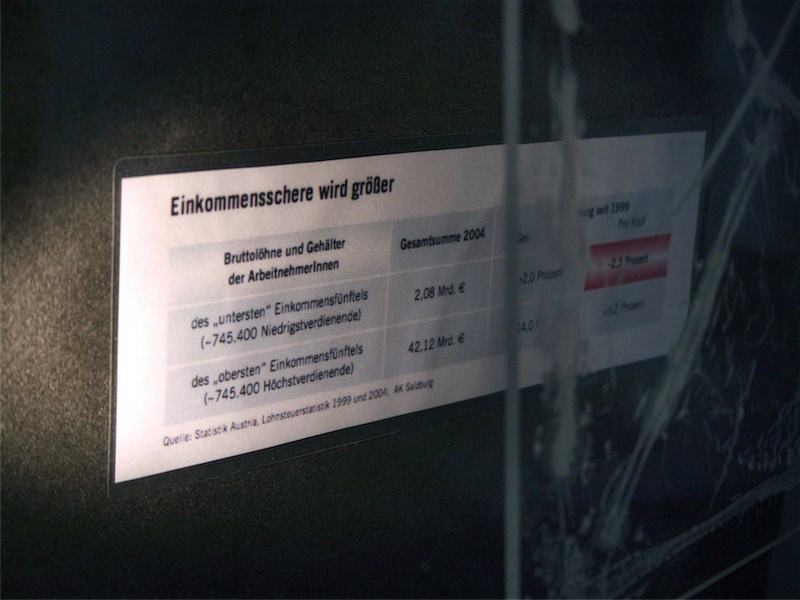 Einkommensschere wird größer
Bruttolöhne und Gehälter
der ArbeitnehmerInnen
Gesamtsumme 2004
seit 1999
Pro Kopf
des „untersten“ Einkommensfünftels
(~745.400 Niedrigstverdienende)
2,08 Mrd. €
Prozent
-2,3 Prozent
des „obersten“ Einkommensfünftels
(~745.400 Höchstverdienende)
42,12 Mrd. €
Prozent
Quelle: Statistik Austria, Lohnsteuerstatistik 1999 und 2004; AK Salzburg